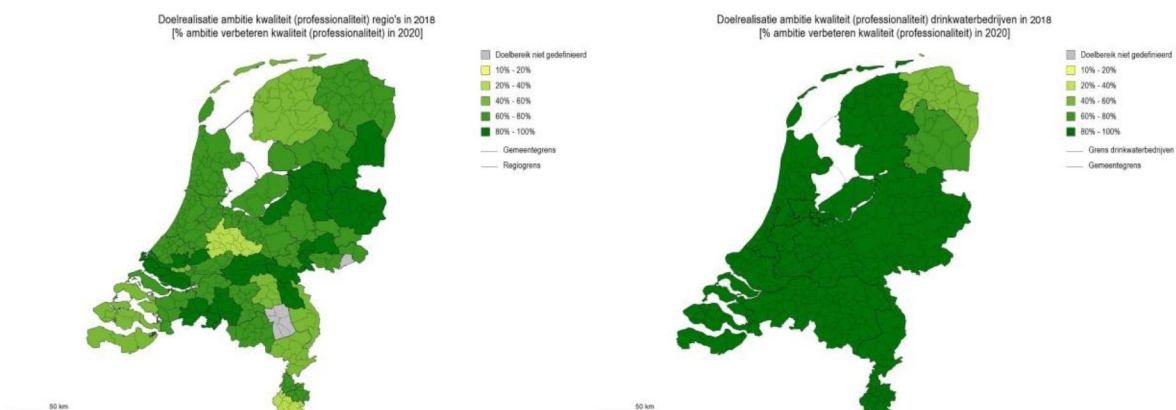 Doelrealisatie ambitie kwaliteit (professionaliteit) regio's in 2018
[% ambitie verbeteren kwaliteit (professionaliteit) in 2020]
Doelbereik niet gedefinieerd
10% - 20%
20% - 40%
40% - 60%
60% - 80%
80% - 100%
Gemeentegrens
Regiogrens
50 km
Doelrealisatie ambitie kwaliteit (professionaliteit) drinkwaterbedrijven in 2018
[% ambitie verbeteren kwaliteit (professionaliteit) in 2020]
Doelbereik niet gedefinieerd
10% - 20%
20% - 40%
40% - 60%
60% - 80%
80% - 100%
Grens drinkwaterbedrijven
Gemeentegrens
50 km